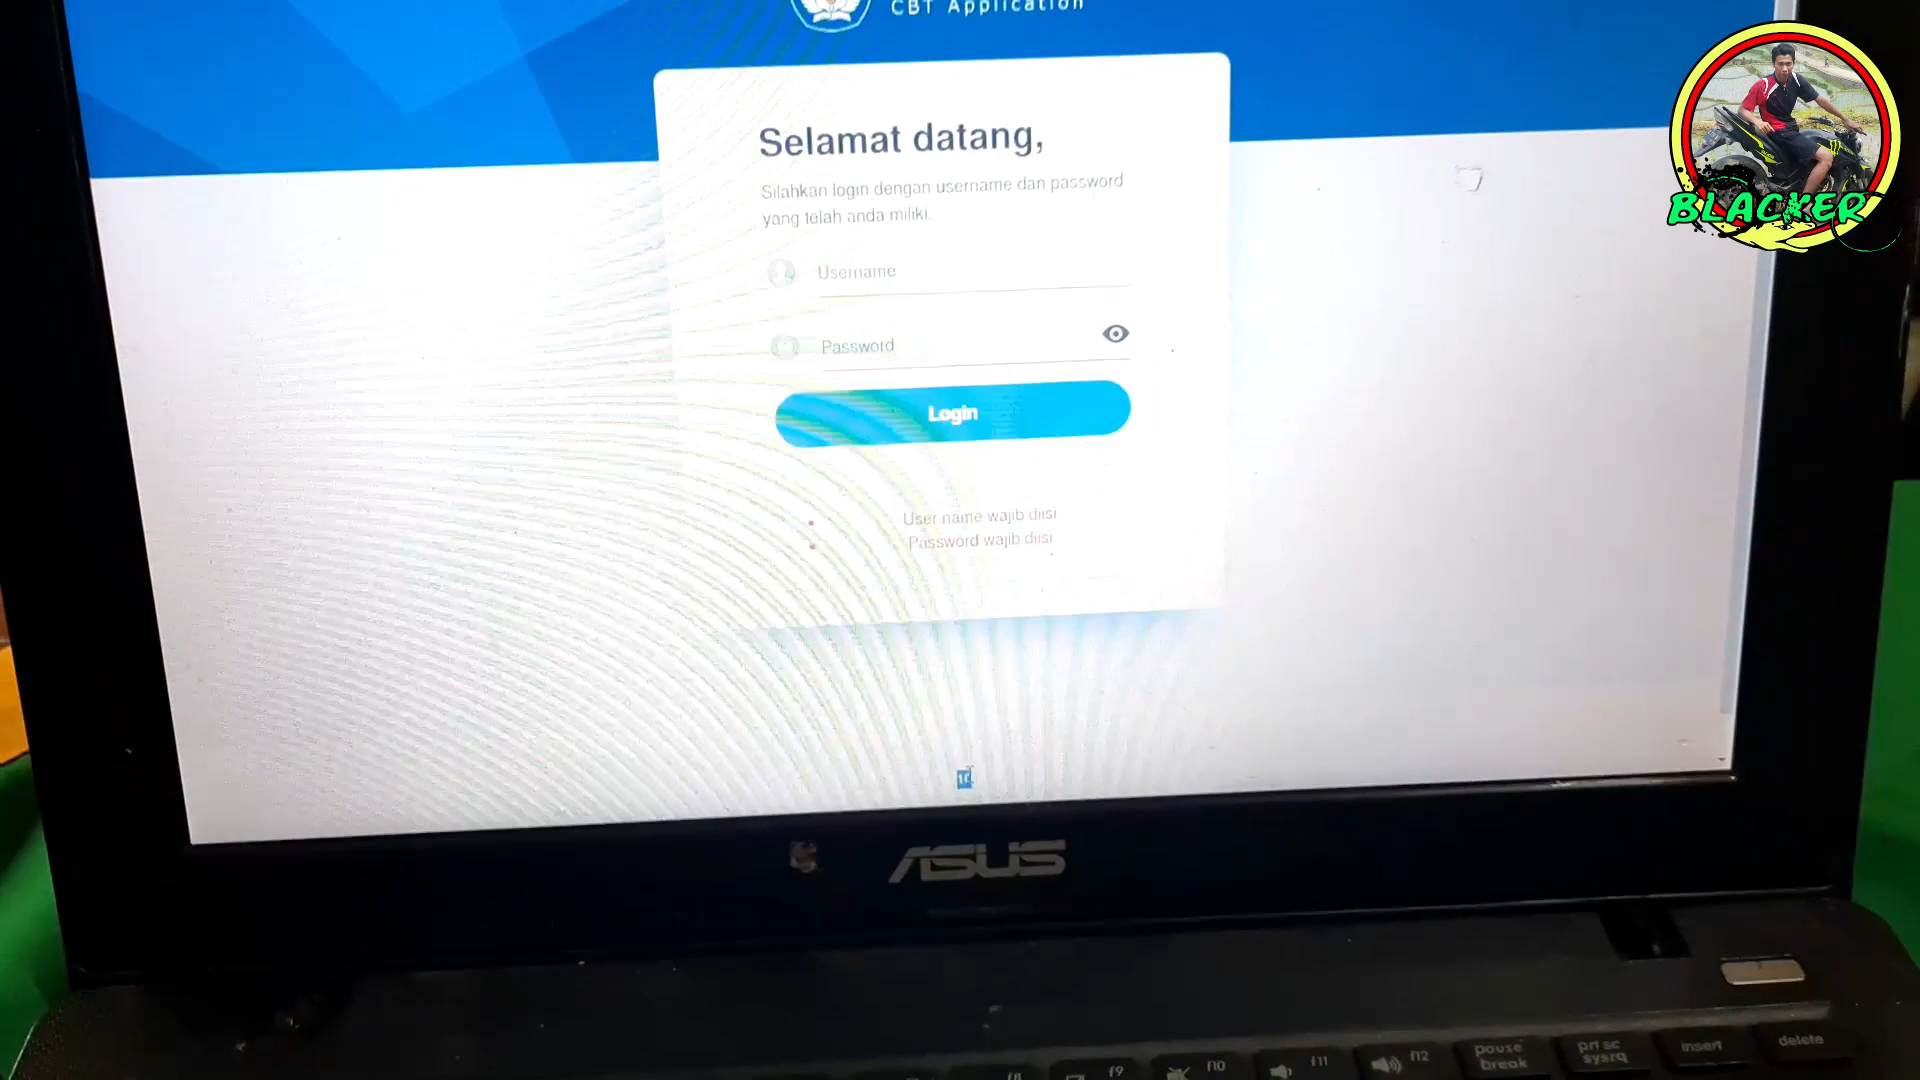 CBT Application
Selamat datang,
Silahkan login dengan username dan password
yang telah anda miliki.
Username
Password
Login
User name wajib diisi
Password wajib diisi
BLACKER
ASUS
f8
f9
f10
f11
f12
pause
break
prt sc
sysrq
insert
delete